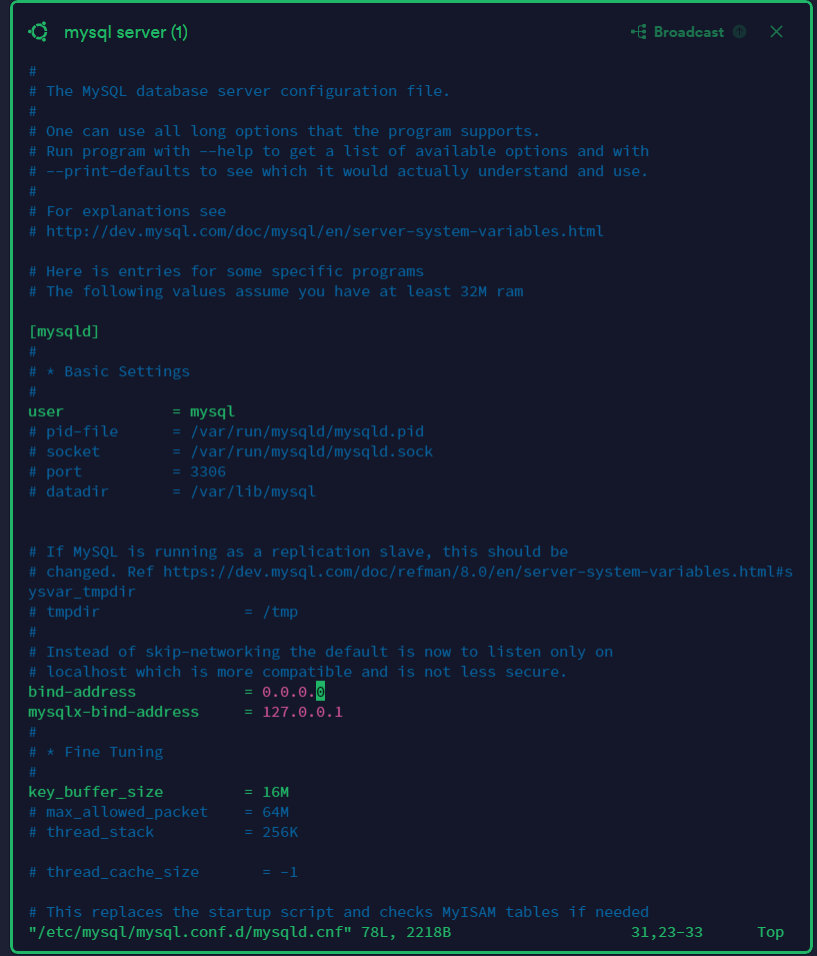 mysql server (1)
Broadcast ?
#
# The MySQL database server configuration file.
#
# One can use all long options that the program supports.
# Run program with --help to get a list of available options and with
# --print-defaults to see which it would actually understand and use.
#
# For explanations see
# http://dev.mysql.com/doc/mysql/en/server-system-variables.html

# Here is entries for some specific programs
# The following values assume you have at least 32M ram

[mysqld]
#
# * Basic Settings
#
user            = mysql
# pid-file      = /var/run/mysqld/mysqld.pid
# socket        = /var/run/mysqld/mysqld.sock
# port          = 3306
# datadir       = /var/lib/mysql


# If MySQL is running as a replication slave, this should be
# changed. Ref https://dev.mysql.com/doc/refman/8.0/en/server-system-variables.html#s
ysvar_tmpdir
# tmpdir                = /tmp
#
# Instead of skip-networking the default is now to listen only on
# localhost which is more compatible and is not less secure.
bind-address            = 0.0.0.0
mysqlx-bind-address     = 127.0.0.1
#
# * Fine Tuning
#
key_buffer_size         = 16M
# max_allowed_packet    = 64M
# thread_stack          = 256K

# thread_cache_size       = -1

# This replaces the startup script and checks MyISAM tables if needed
"/etc/mysql/mysql.conf.d/mysqld.cnf" 78L, 2218B                    31,23-33      Top